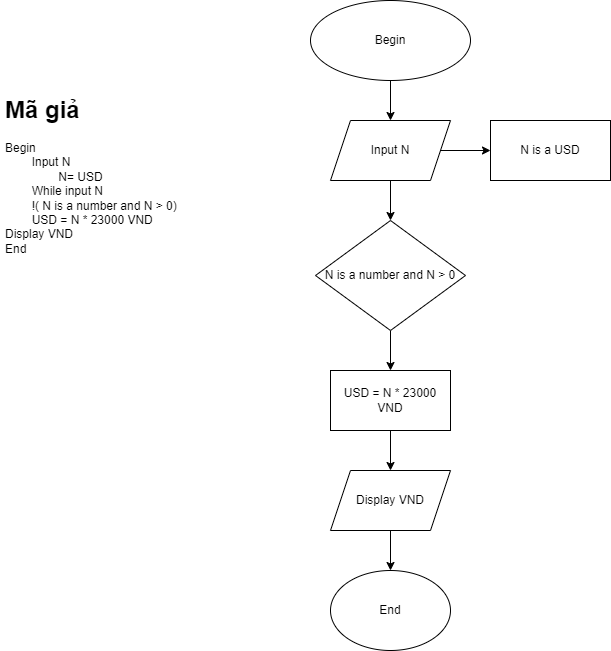 Mã giả
Begin
Input N
N= USD
While input N
!( N is a number and N > 0)
USD = N * 23000 VND
Display VND
End
Begin
Input N
N is a USD
N is a number and N > 0
USD = N * 23000
VND
Display VND
End